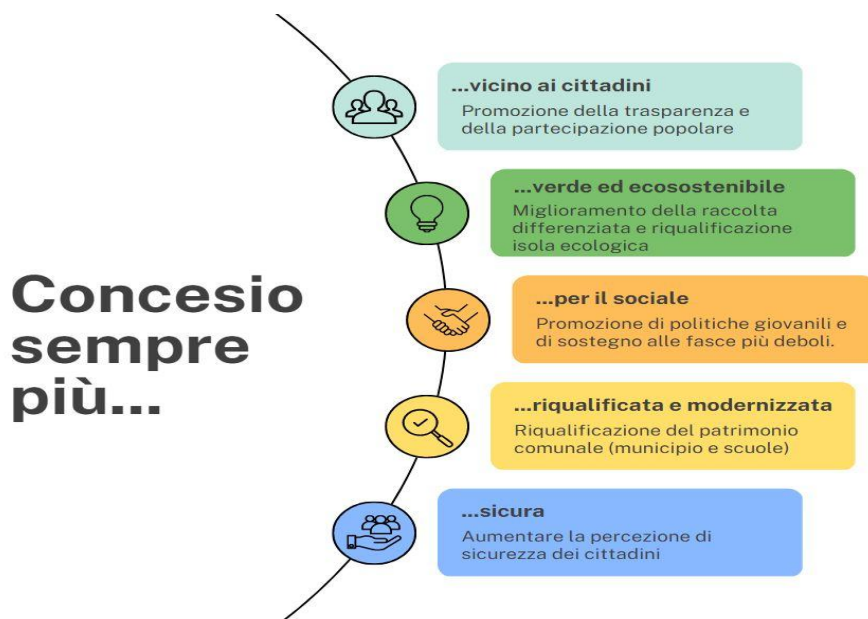 Concesio
sempre
più...
...vicino ai cittadini
Promozione della trasparenza e
della partecipazione popolare
...verde ed ecosostenibile
Miglioramento della raccolta
differenziata e riqualificazione
isola ecologica
...per il sociale
Promozione di politiche giovanili e
di sostegno alle fasce più deboli.
...riqualificata e modernizzata
Riqualificazione del patrimonio
comunale (municipio e scuole)
...sicura
Aumentare la percezione di
sicurezza dei cittadini